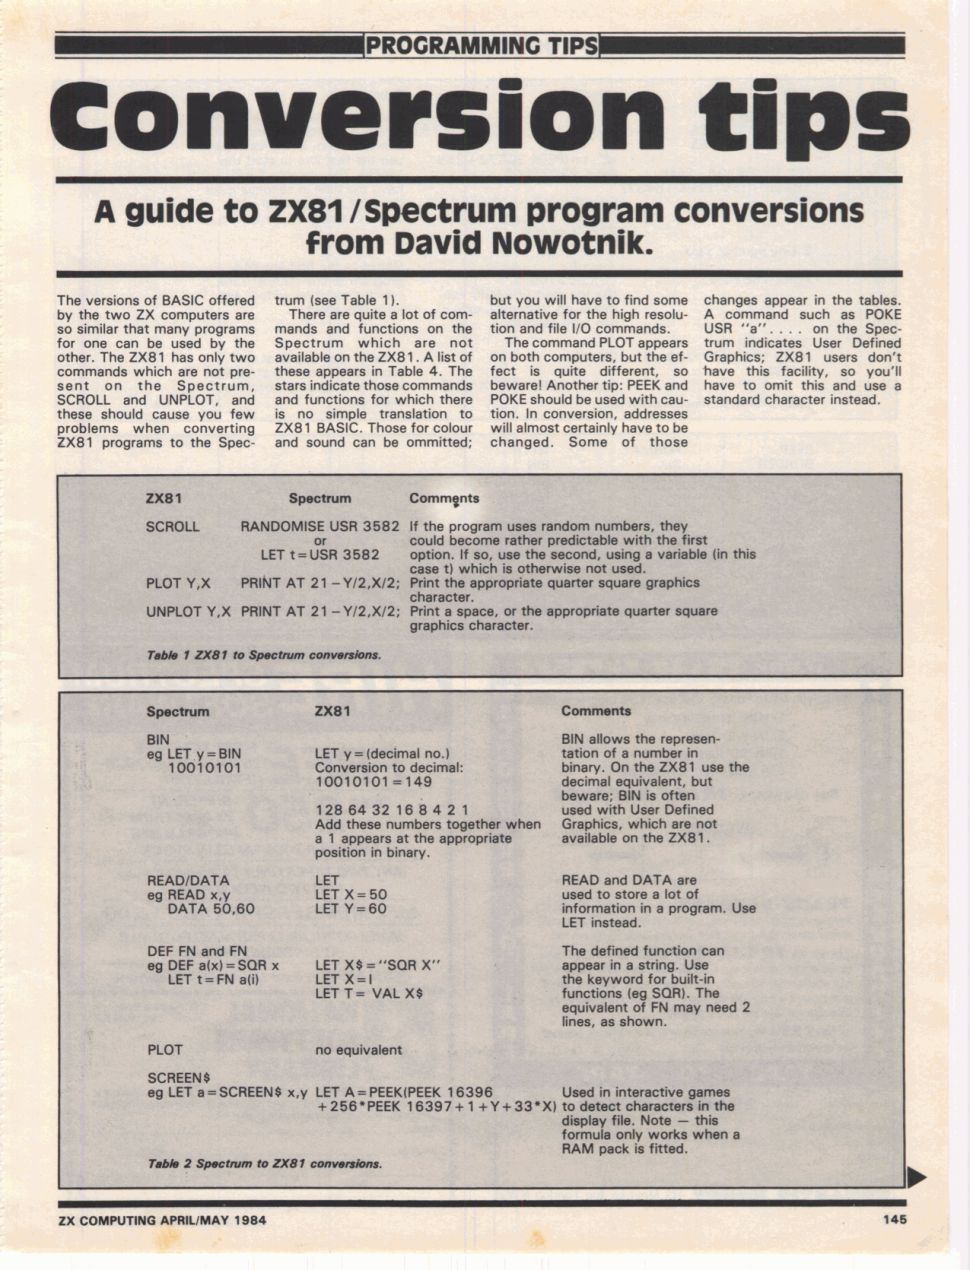 PROGRAMMING TIPS
Conversion tips
A guide to ZX81/Spectrum program conversions
from David Nowotnik.
The versions of BASIC offered
by the two ZX computers are
so similar that many programs
for one can be used by the
other. The ZX81 has only two
commands which are not pre-
sent on the Spectrum,
SCROLL and UNPLOT, and
these should cause you few
problems when converting
ZX81 programs to the Spec-
trum (see Table 1).
There are quite a lot of com-
mands and functions on the
Spectrum which are not
available on the ZX81. A list of
these appears in Table 4. The
stars indicate those commands
and functions for which there
is no simple translation to
ZX81 BASIC. Those for colour
and sound can be ommitted;
but you will have to find some
alternative for the high resolu-
tion and file I/O commands.
The command PLOT appears
on both computers, but the ef-
fect is quite different, so
beware! Another tip: PEEK and
POKE should be used with cau-
tion. In conversion, addresses
will almost certainly have to be
changed. Some of those
changes appear in the tables.
A command such as POKE
USR "a".... on the Spec-
trum indicates User Defined
Graphics; ZX81 users don't
have this facility, so you'll
have to omit this and use a
standard character instead.
ZX81 Spectrum Comments
SCROLL RANDOMISE USR 3582 If the program uses random numbers, they
or could become rather predictable with the first
LET t=USR 3582 option. If so, use the second, using a variable (in this
case t) which is otherwise not used.
PLOT Y,X PRINT AT 21-Y/2,X/2; Print the appropriate quarter square graphics
character.
UNPLOT Y,X PRINT AT 21-Y/2,X/2; Print a space, or the appropriate quarter square
graphics character.
Table 1 ZX81 to Spectrum conversions.
Spectrum ZX81 Comments
BIN BIN allows the represen-
eg LET y=BIN LET y=(decimal no.) tation of a number in
10010101 Conversion to decimal: binary. On the ZX81 use the
10010101=149 decimal equivalent, but
beware; BIN is often
128 64 32 16 8 4 2 1 used with User Defined
Add these numbers together when Graphics, which are not
a 1 appears at the appropriate available on the ZX81.
position in binary.
READ/DATA LET READ and DATA are
eg READ x,y LET X=50 used to store a lot of
DATA 50,60 LET Y=60 information in a program. Use
LET instead.
DEF FN and FN The defined function can
eg DEF a(x)=SQR x LET X$="SQR X" appear in a string. Use
LET t=FN a(i) LET X=I the keyword for built-in
LET T= VAL X$ functions (eg SQR). The
equivalent of FN may need 2
lines, as shown.
PLOT no equivalent
SCREEN$
eg LET a=SCREEN$ x,y LET A=PEEK(PEEK 16396 Used in interactive games
+256*PEEK 16397+1+Y+33*X) to detect characters in the
display file. Note — this
formula only works when a
RAM pack is fitted.
Table 2 Spectrum to ZX81 conversions.
ZX COMPUTING APRIL/MAY 1984 145